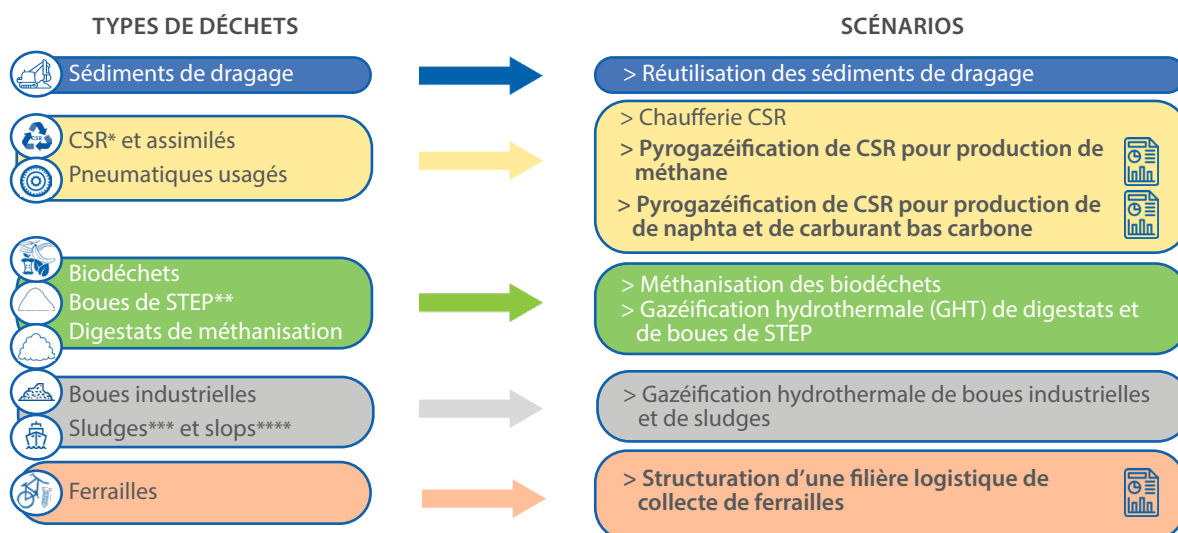 TYPES DE DÉCHETS
SCÉNARIOS
Sédiments de dragage
> Réutilisation des sédiments de dragage
CSR
CSR* et assimilés
Pneumatiques usagés
> Chaufferie CSR
> Pyrogazéification de CSR pour production de
méthane
> Pyrogazéification de CSR pour production de
de naphta et de carburant bas carbone
Biodéchets
Boues de STEP**
Digestats de méthanisation
> Méthanisation des biodéchets
> Gazéification hydrothermale (GHT) de digestats et
de boues de STEP
Boues industrielles
Sludges*** et slops****
> Gazéification hydrothermale de boues industrielles
et de sludges
Ferrailles
> Structuration d’une filière logistique de
collecte de ferrailles